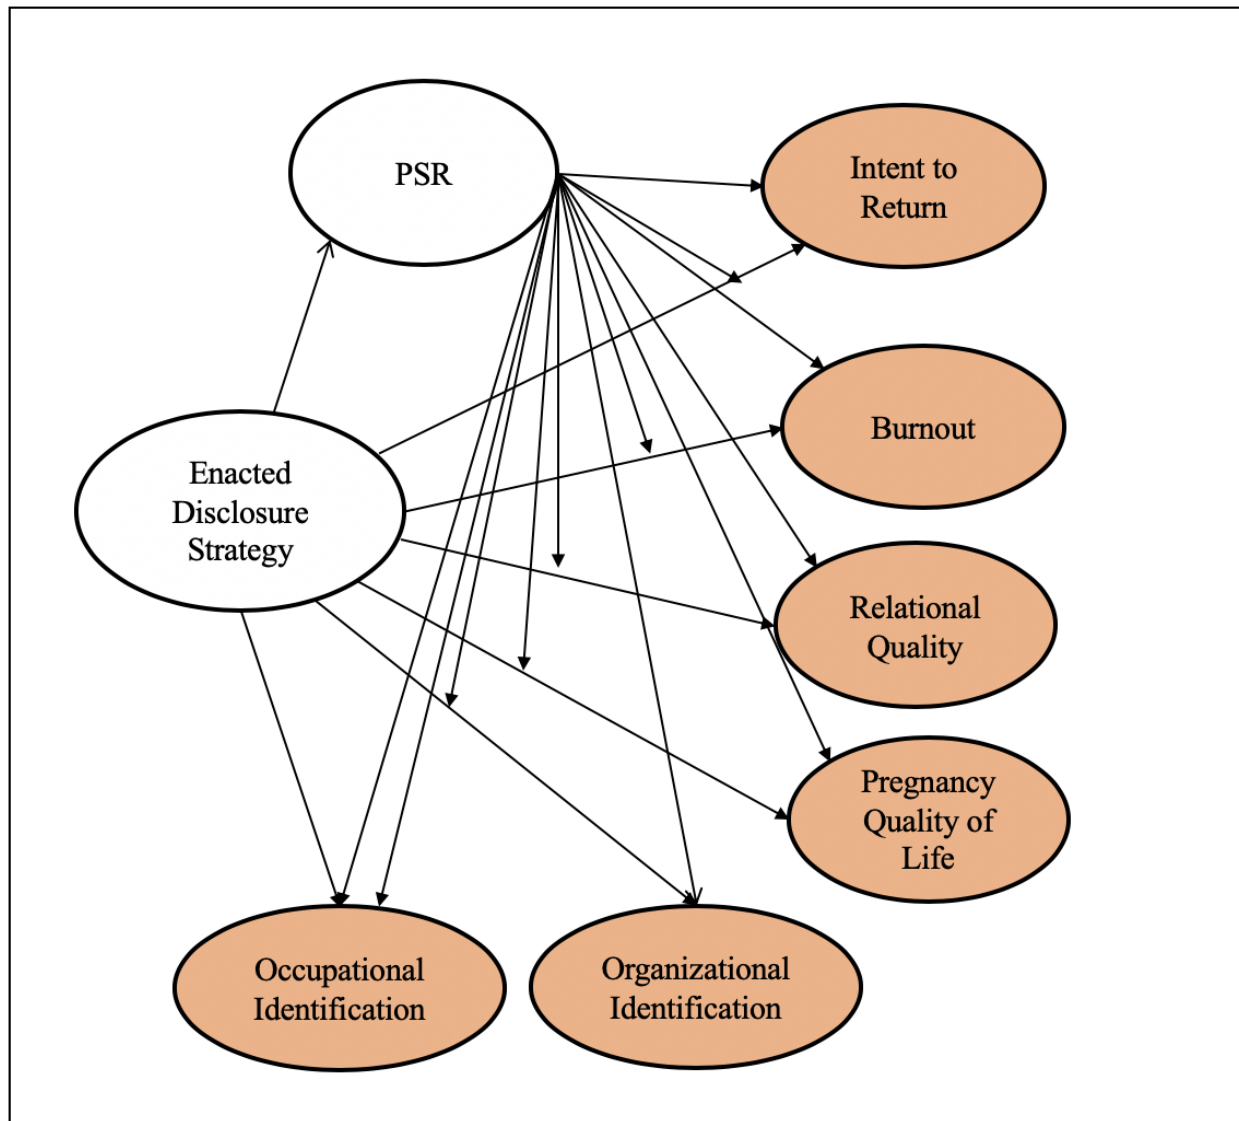 PSR
Intent to
Return
Burnout
Enacted
Disclosure
Strategy
Relational
Quality
Pregnancy
Quality of
Life
Occupational
Identification
Organizational
Identification